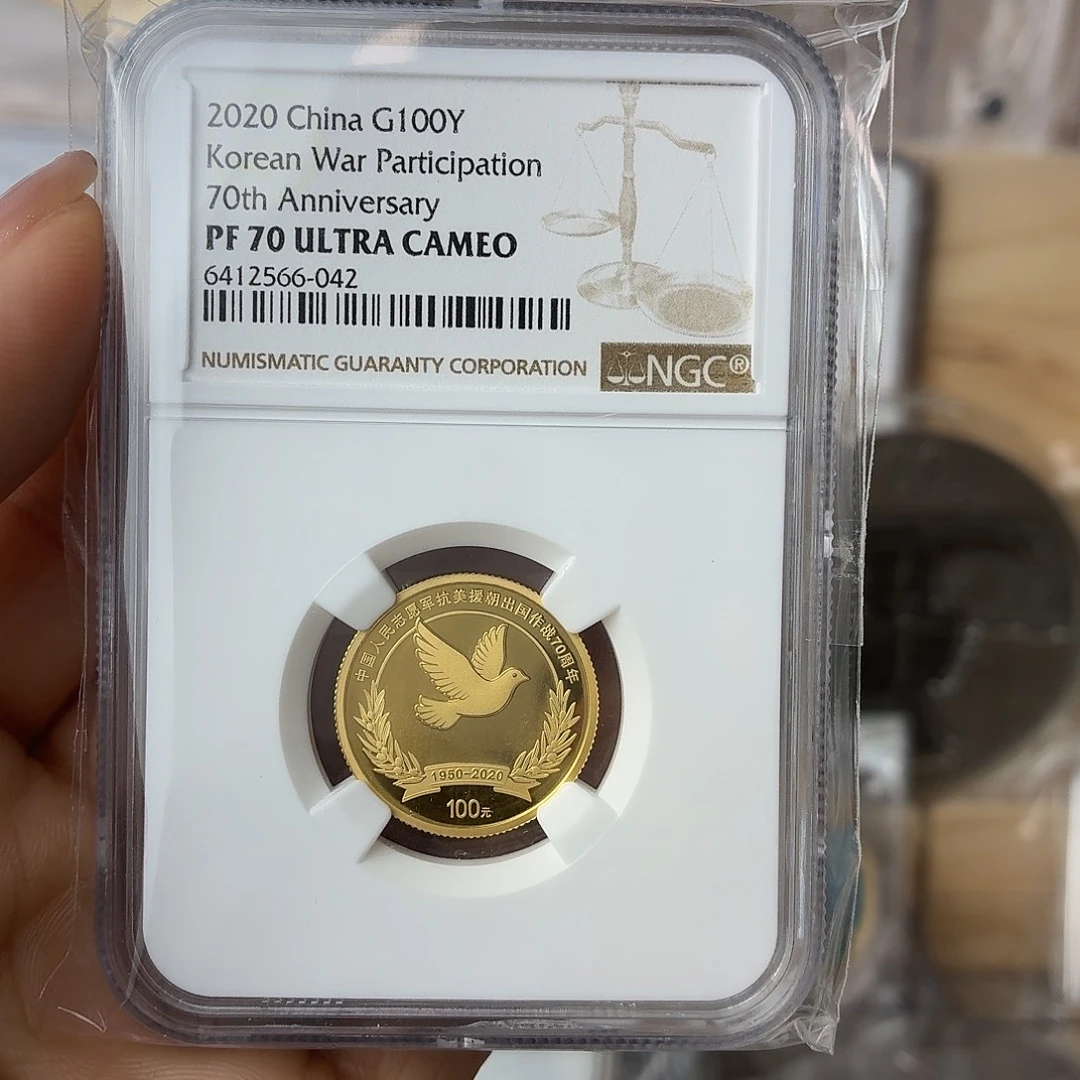 2020 China G100Y
Korean War Participation
70th Anniversary
PF 70 ULTRA CAMEO
6412566-042
NUMISMATIC GUARANTY CORPORATION
NGC®
中国人民志愿军抗美援朝出国作战70周年
1950-2020
100元